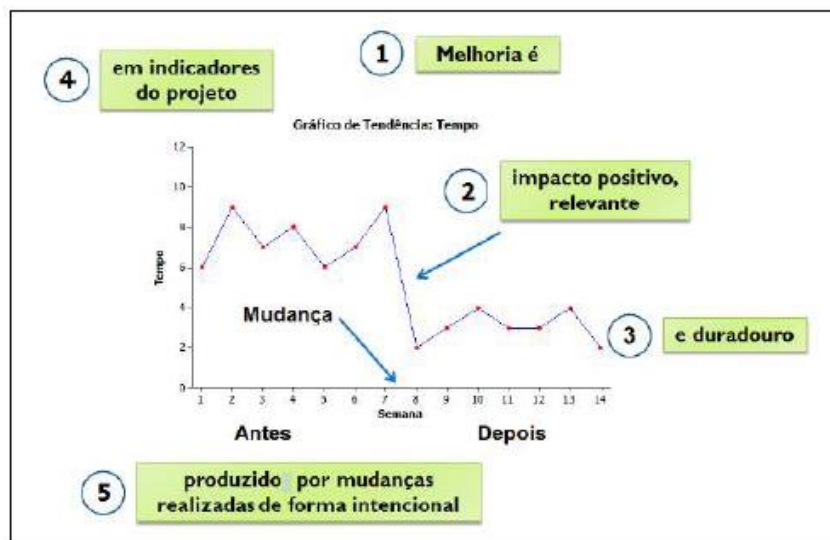 1
Melhoria é
4
em indicadores
do projeto
Gráfico de Tendência: Tempo
12
10
8
6
4
2
0
Tempo
2
impacto positivo,
relevante
Mudança
3
e duradouro
1 2 3 4 5 6 7 8 9 10 11 12 13 14
Semana
Antes
Depois
5
produzido por mudanças
realizadas de forma intencional